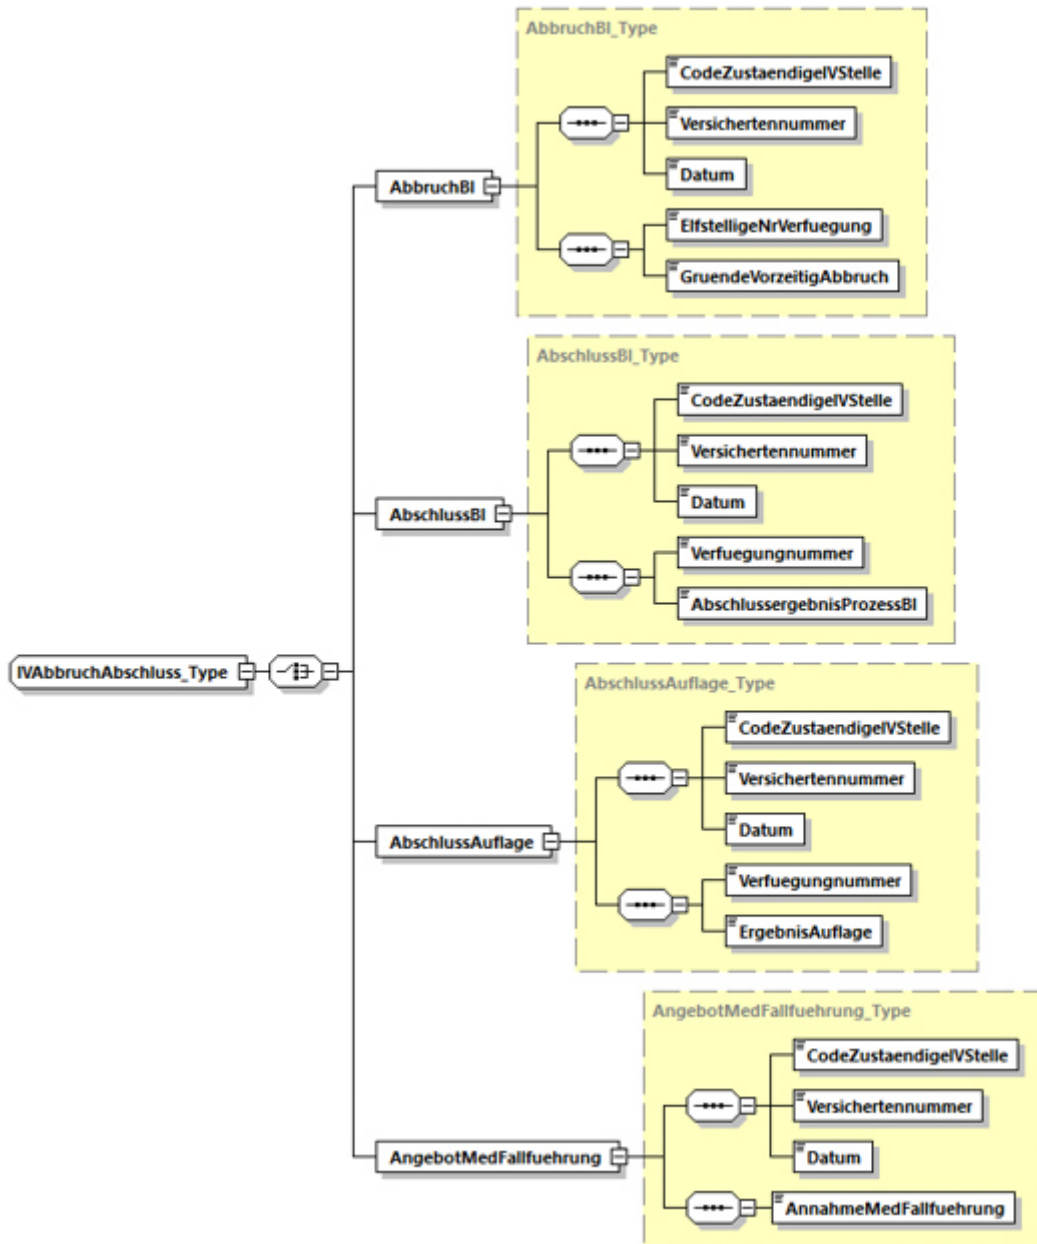 AbbruchBI_Type
CodeZustaendigeIVStelle
Versichertennummer
Datum
AbbruchBI
ElfstelligeNrVerfuegung
GruendeVorzeitigAbbruch
AbschlussBI_Type
CodeZustaendigeIVStelle
Versichertennummer
Datum
AbschlussBI
Verfuegungnummer
AbschlussergebnisProzessBI
IVAbbruchAbschluss_Type
AbschlussAuflage_Type
CodeZustaendigeIVStelle
Versichertennummer
Datum
AbschlussAuflage
Verfuegungnummer
ErgebnisAuflage
AngebotMedFallfuehrung_Type
CodeZustaendigeIVStelle
Versichertennummer
Datum
AngebotMedFallfuehrung
AnnahmeMedFallfuehrung